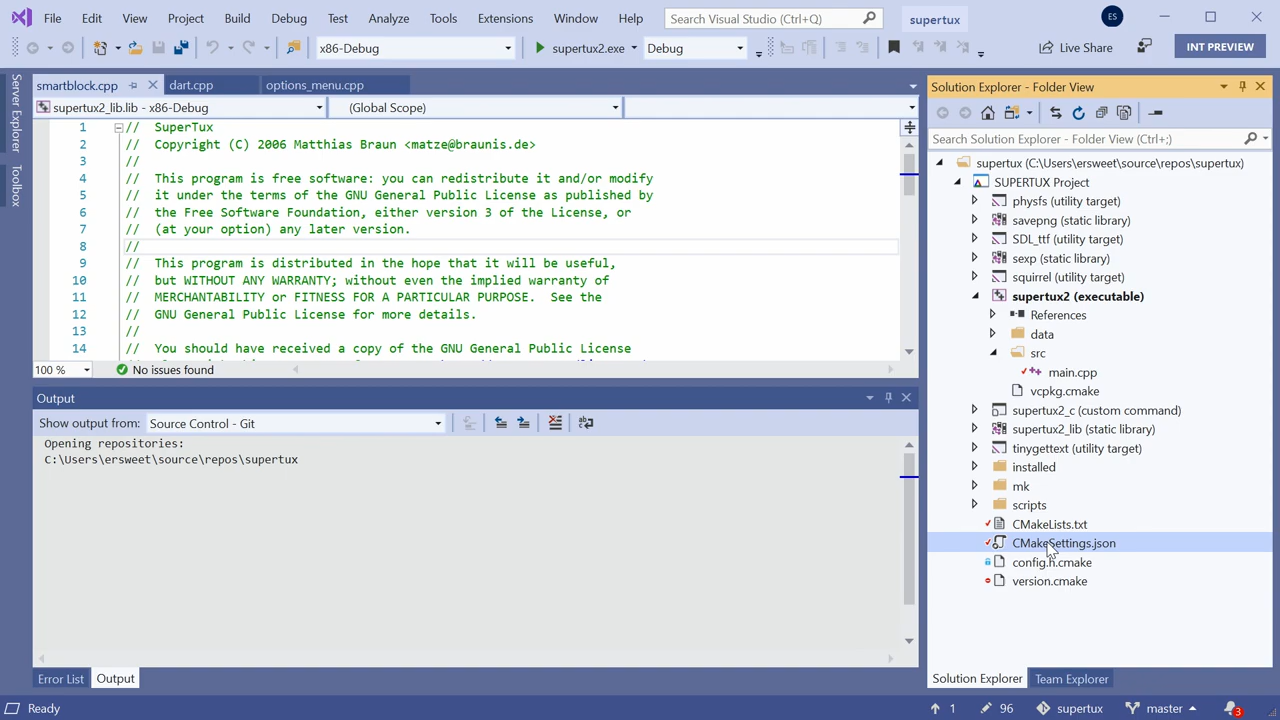 File Edit View Project Build Debug Test Analyze Tools Extensions Window Help Search Visual Studio (Ctrl+Q) supertux ES
x86-Debug supertux2.exe Debug Live Share INT PREVIEW
Server Explorer
Toolbox
smartblock.cpp dart.cpp options_menu.cpp
supertux2_lib.lib - x86-Debug (Global Scope)
1 // SuperTux
2 // Copyright (C) 2006 Matthias Braun <matze@braunis.de>
3 //
4 // This program is free software: you can redistribute it and/or modify
5 // it under the terms of the GNU General Public License as published by
6 // the Free Software Foundation, either version 3 of the License, or
7 // (at your option) any later version.
8 //
9 // This program is distributed in the hope that it will be useful,
10 // but WITHOUT ANY WARRANTY; without even the implied warranty of
11 // MERCHANTABILITY or FITNESS FOR A PARTICULAR PURPOSE.  See the
12 // GNU General Public License for more details.
13 //
14 // You should have received a copy of the GNU General Public License
100 % No issues found
Output
Show output from: Source Control - Git
Opening repositories:
C:\Users\ersweet\source\repos\supertux
Error List Output
Solution Explorer - Folder View
Search Solution Explorer - Folder View (Ctrl+;)
supertux (C:\Users\ersweet\source\repos\supertux)
SUPERTUX Project
physfs (utility target)
savepng (static library)
SDL_ttf (utility target)
sexp (static library)
squirrel (utility target)
supertux2 (executable)
References
data
src
main.cpp
vcpkg.cmake
supertux2_c (custom command)
supertux2_lib (static library)
tinygettext (utility target)
installed
mk
scripts
CMakeLists.txt
CMakeSettings.json
config.h.cmake
version.cmake
Solution Explorer Team Explorer
Ready 1 96 supertux master 3